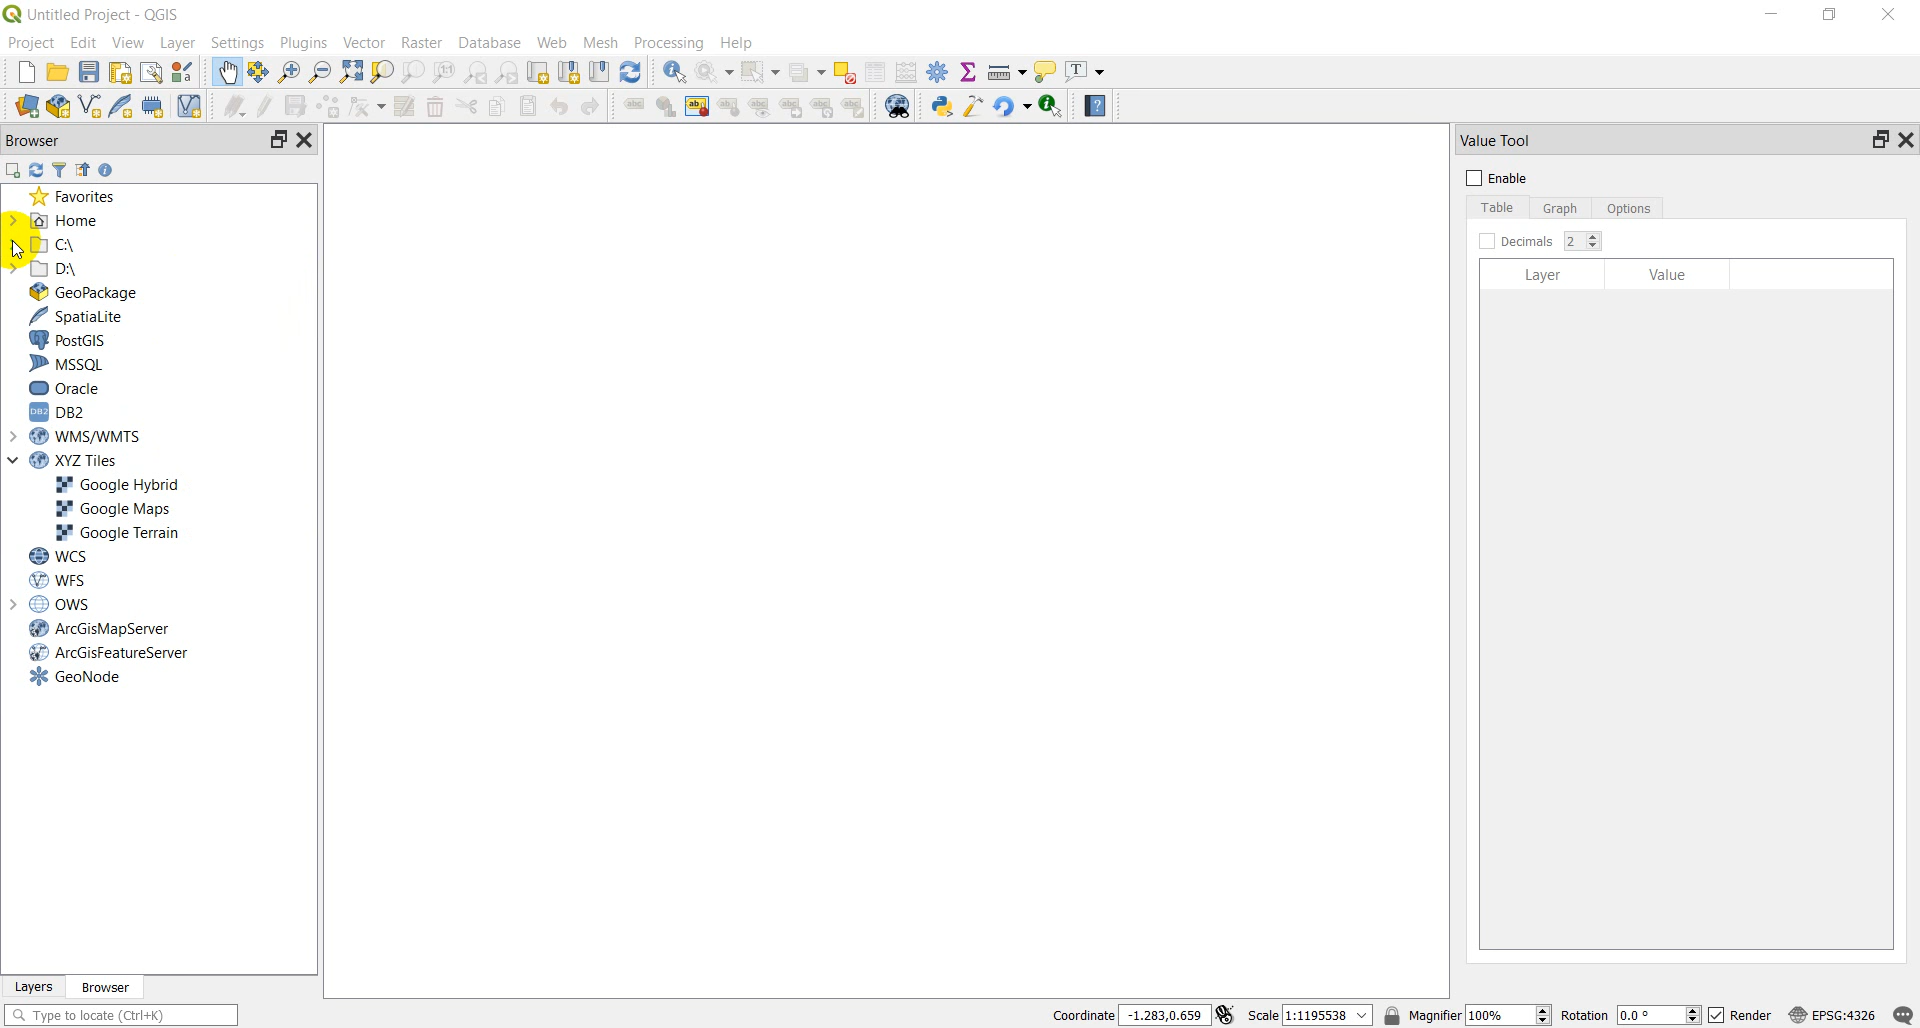 Untitled Project - QGIS
Project Edit View Layer Settings Plugins Vector Raster Database Web Mesh Processing Help
Browser
Favorites
Home
C:\
D:\
GeoPackage
SpatiaLite
PostGIS
MSSQL
Oracle
DB2
DB2
WMS/WMTS
XYZ Tiles
Google Hybrid
Google Maps
Google Terrain
WCS
WFS
OWS
ArcGisMapServer
ArcGisFeatureServer
GeoNode
Layers Browser
Type to locate (Ctrl+K)
Value Tool
Enable
Table Graph Options
Decimals 2
Layer Value
Coordinate -1.283,0.659 Scale 1:1195538 Magnifier 100% Rotation 0.0 ° Render EPSG:4326